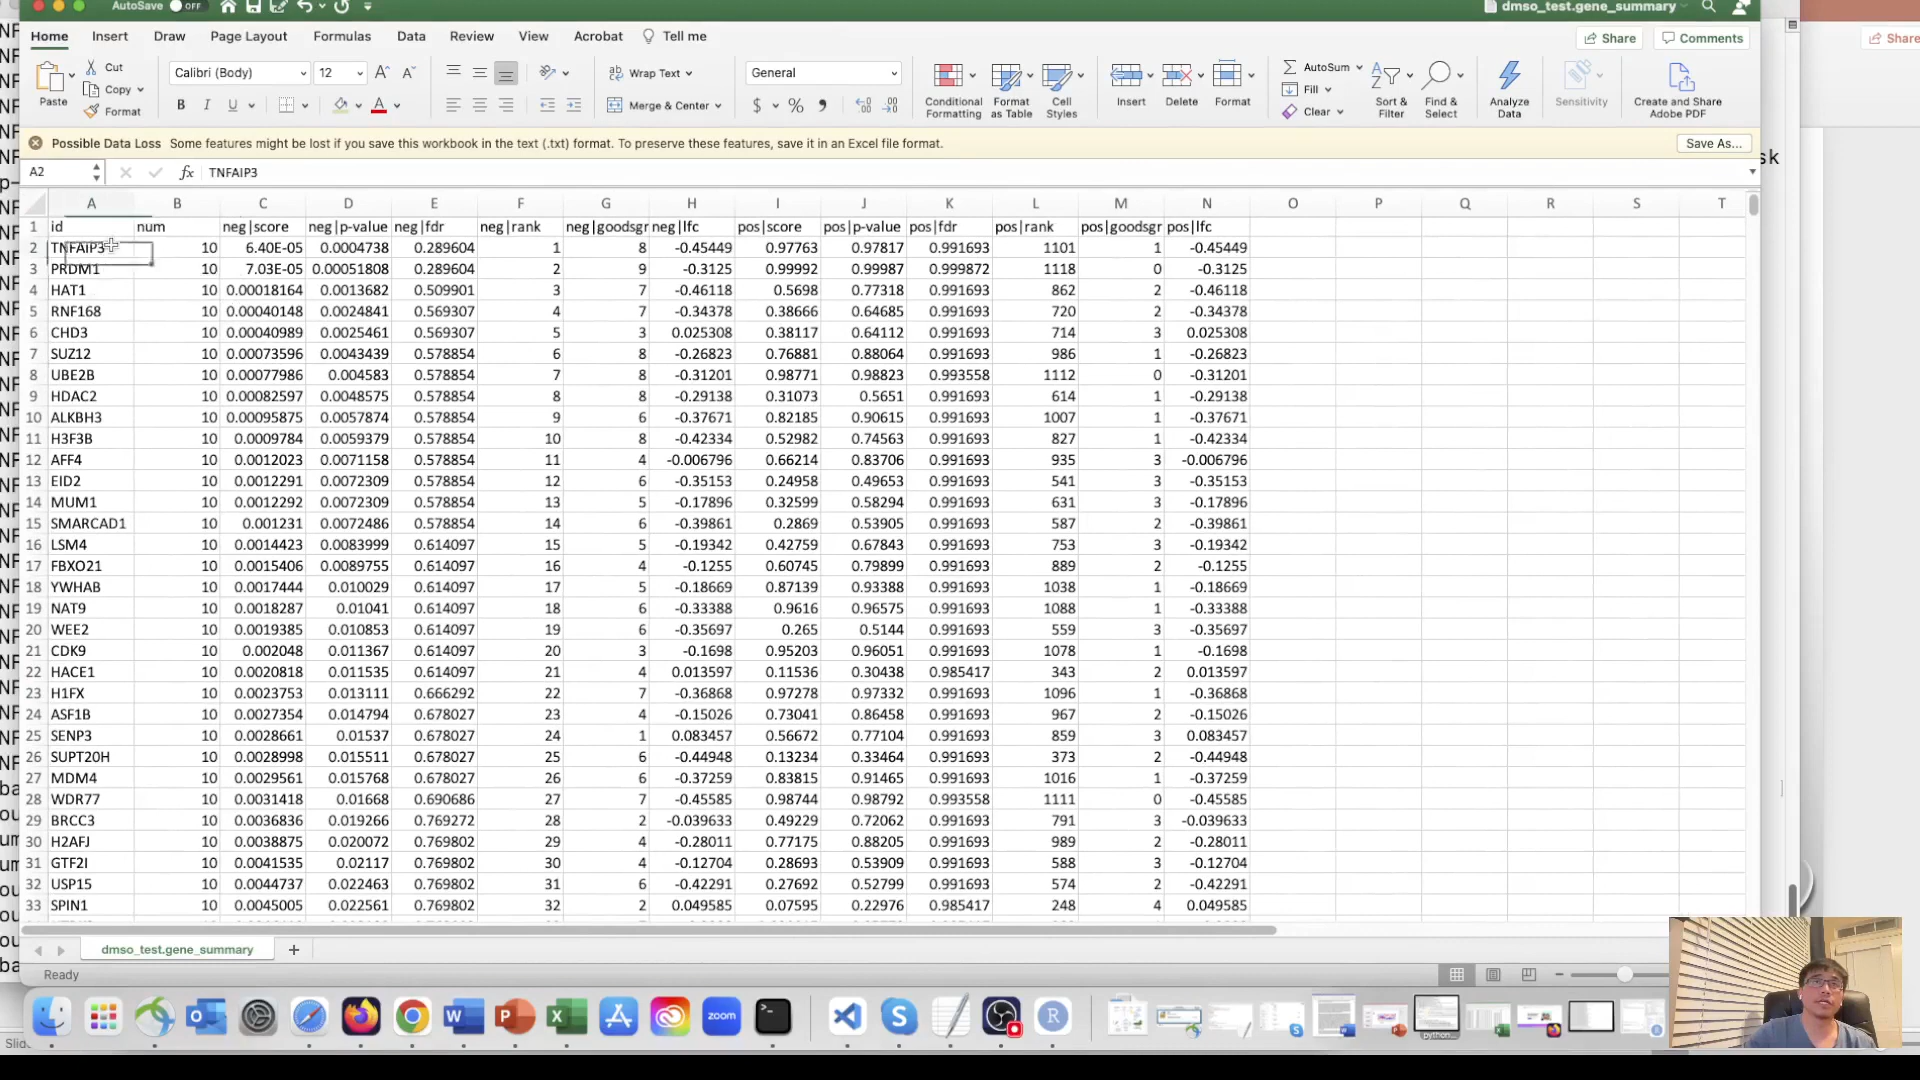 AutoSave OFF dmso_test.gene_summary
Home Insert Draw Page Layout Formulas Data Review View Acrobat Tell me Share Comments Share
Paste Cut Copy Format
Calibri (Body) 12
B I U A
Wrap Text Merge & Center
General
$ %
Conditional Formatting
Format as Table
Cell Styles
Insert Delete Format
AutoSum Fill Clear
Sort & Filter
Find & Select
Analyze Data
Sensitivity
Create and Share Adobe PDF
Possible Data Loss Some features might be lost if you save this workbook in the text (.txt) format. To preserve these features, save it in an Excel file format. Save As...
A2 fx TNFAIP3
A B C D E F G H I J K L M N O P Q R S T
1 id num neg|score neg|p-value neg|fdr neg|rank neg|goodsgr neg|lfc pos|score pos|p-value pos|fdr pos|rank pos|goodsgr pos|lfc
2 TNFAIP3 10 6.40E-05 0.0004738 0.289604 1 8 -0.45449 0.97763 0.97817 0.991693 1101 1 -0.45449
3 PRDM1 10 7.03E-05 0.00051808 0.289604 2 9 -0.3125 0.99992 0.99987 0.999872 1118 0 -0.3125
4 HAT1 10 0.00018164 0.0013682 0.509901 3 7 -0.46118 0.5698 0.77318 0.991693 862 2 -0.46118
5 RNF168 10 0.00040148 0.0024841 0.569307 4 7 -0.34378 0.38666 0.64685 0.991693 720 2 -0.34378
6 CHD3 10 0.00040989 0.0025461 0.569307 5 3 0.025308 0.38117 0.64112 0.991693 714 3 0.025308
7 SUZ12 10 0.00073596 0.0043439 0.578854 6 8 -0.26823 0.76881 0.88064 0.991693 986 1 -0.26823
8 UBE2B 10 0.00077986 0.004583 0.578854 7 8 -0.31201 0.98771 0.98823 0.993558 1112 0 -0.31201
9 HDAC2 10 0.00082597 0.0048575 0.578854 8 8 -0.29138 0.31073 0.5651 0.991693 614 1 -0.29138
10 ALKBH3 10 0.00095875 0.0057874 0.578854 9 6 -0.37671 0.82185 0.90615 0.991693 1007 1 -0.37671
11 H3F3B 10 0.0009784 0.0059379 0.578854 10 8 -0.42334 0.52982 0.74563 0.991693 827 1 -0.42334
12 AFF4 10 0.0012023 0.0071158 0.578854 11 4 -0.006796 0.66214 0.83706 0.991693 935 3 -0.006796
13 EID2 10 0.0012291 0.0072309 0.578854 12 6 -0.35153 0.24958 0.49653 0.991693 541 3 -0.35153
14 MUM1 10 0.0012292 0.0072309 0.578854 13 5 -0.17896 0.32599 0.58294 0.991693 631 3 -0.17896
15 SMARCAD1 10 0.001231 0.0072486 0.578854 14 6 -0.39861 0.2869 0.53905 0.991693 587 2 -0.39861
16 LSM4 10 0.0014423 0.0083999 0.614097 15 5 -0.19342 0.42759 0.67843 0.991693 753 3 -0.19342
17 FBXO21 10 0.0015406 0.0089755 0.614097 16 4 -0.1255 0.60745 0.79899 0.991693 889 2 -0.1255
18 YWHAB 10 0.0017444 0.010029 0.614097 17 5 -0.18669 0.87139 0.93388 0.991693 1038 1 -0.18669
19 NAT9 10 0.0018287 0.01041 0.614097 18 6 -0.33388 0.9616 0.96575 0.991693 1088 1 -0.33388
20 WEE2 10 0.0019385 0.010853 0.614097 19 6 -0.35697 0.265 0.5144 0.991693 559 3 -0.35697
21 CDK9 10 0.002048 0.011367 0.614097 20 3 -0.1698 0.95203 0.96051 0.991693 1078 1 -0.1698
22 HACE1 10 0.0020818 0.011535 0.614097 21 4 0.013597 0.11536 0.30438 0.985417 343 2 0.013597
23 H1FX 10 0.0023753 0.013111 0.666292 22 7 -0.36868 0.97278 0.97332 0.991693 1096 1 -0.36868
24 ASF1B 10 0.0027354 0.014794 0.678027 23 4 -0.15026 0.73041 0.86458 0.991693 967 2 -0.15026
25 SENP3 10 0.0028661 0.01537 0.678027 24 1 0.083457 0.56672 0.77104 0.991693 859 3 0.083457
26 SUPT20H 10 0.0028998 0.015511 0.678027 25 6 -0.44948 0.13234 0.33464 0.991693 373 2 -0.44948
27 MDM4 10 0.0029561 0.015768 0.678027 26 6 -0.37259 0.83815 0.91465 0.991693 1016 1 -0.37259
28 WDR77 10 0.0031418 0.01668 0.690686 27 7 -0.45585 0.98744 0.98792 0.993558 1111 0 -0.45585
29 BRCC3 10 0.0036836 0.019266 0.769272 28 2 -0.039633 0.49229 0.72062 0.991693 791 3 -0.039633
30 H2AFJ 10 0.0038875 0.020072 0.769802 29 4 -0.28011 0.77175 0.88205 0.991693 989 2 -0.28011
31 GTF2I 10 0.0041535 0.02117 0.769802 30 4 -0.12704 0.28693 0.53909 0.991693 588 3 -0.12704
32 USP15 10 0.0044737 0.022463 0.769802 31 6 -0.42291 0.27692 0.52799 0.991693 574 2 -0.42291
33 SPIN1 10 0.0045005 0.022561 0.769802 32 2 0.049585 0.07595 0.22976 0.985417 248 4 0.049585
dmso_test.gene_summary
Ready
zoom